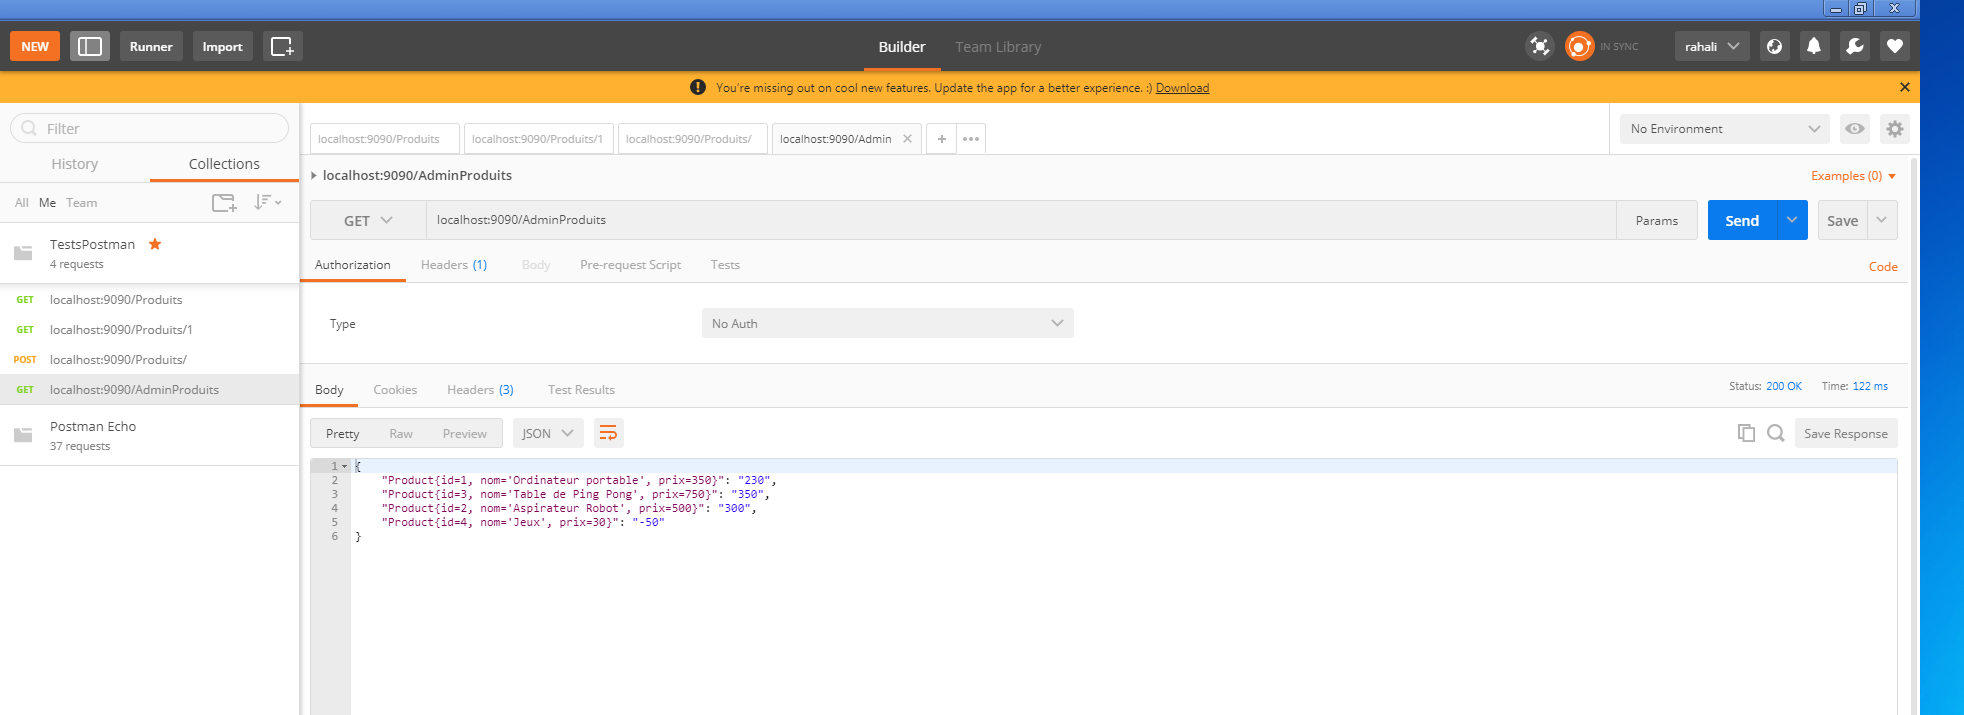 NEW Runner Import Builder Team Library IN SYNC rahali
You're missing out on cool new features. Update the app for a better experience. :) Download
Filter
History Collections
All Me Team
TestsPostman
4 requests
GET localhost:9090/Produits
GET localhost:9090/Produits/1
POST localhost:9090/Produits/
GET localhost:9090/AdminProduits
Postman Echo
37 requests
localhost:9090/Produits localhost:9090/Produits/1 localhost:9090/Produits/ localhost:9090/Admin
No Environment
localhost:9090/AdminProduits Examples (0)
GET localhost:9090/AdminProduits Params Send Save
Authorization Headers (1) Body Pre-request Script Tests Code
Type No Auth
Body Cookies Headers (3) Test Results Status: 200 OK Time: 122 ms
Pretty Raw Preview JSON Save Response
1 {
2 "Product{id=1, nom='Ordinateur portable', prix=350}": "230",
3 "Product{id=3, nom='Table de Ping Pong', prix=750}": "350",
4 "Product{id=2, nom='Aspirateur Robot', prix=500}": "300",
5 "Product{id=4, nom='Jeux', prix=30}": "-50"
6 }